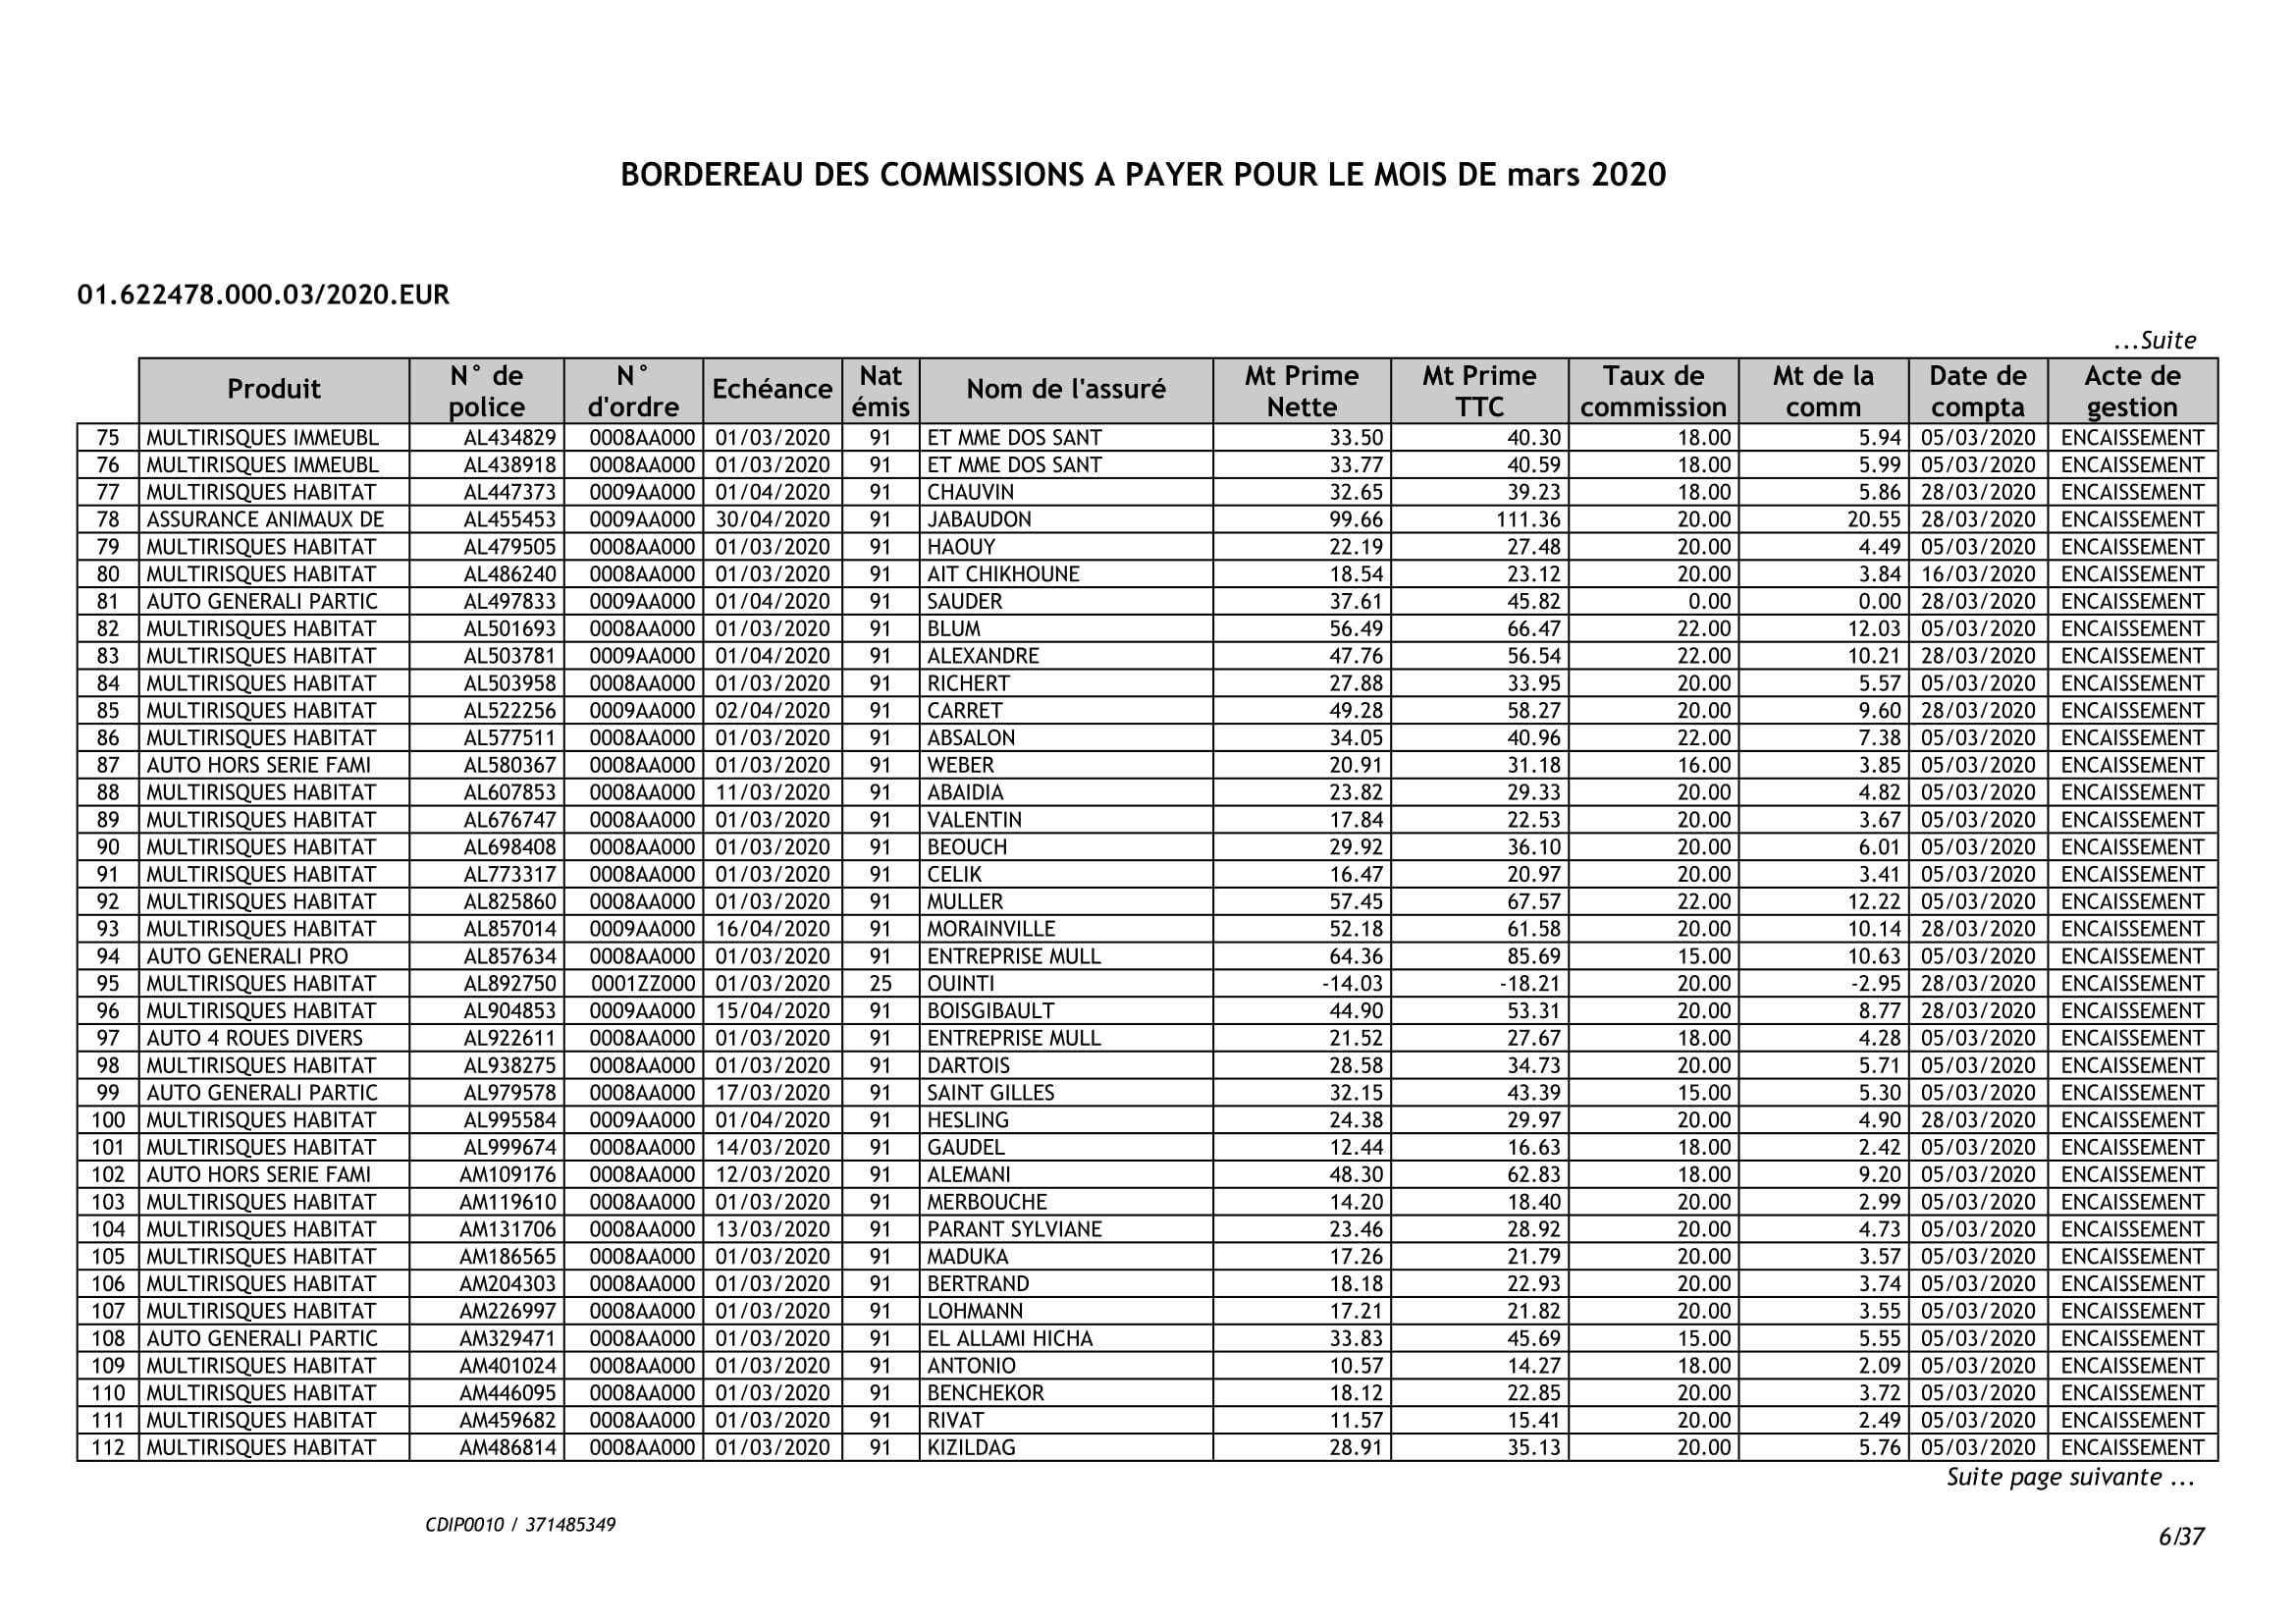 BORDEREAU DES COMMISSIONS A PAYER POUR LE MOIS DE mars 2020
01.622478.000.03/2020.EUR
...Suite
Produit N° de police N° d'ordre Echéance Nat émis Nom de l'assuré Mt Prime Nette Mt Prime TTC Taux de commission Mt de la comm Date de compta Acte de gestion
75 MULTIRISQUES IMMEUBL AL434829 0008AA000 01/03/2020 91 ET MME DOS SANT 33.50 40.30 18.00 5.94 05/03/2020 ENCAISSEMENT
76 MULTIRISQUES IMMEUBL AL438918 0008AA000 01/03/2020 91 ET MME DOS SANT 33.77 40.59 18.00 5.99 05/03/2020 ENCAISSEMENT
77 MULTIRISQUES HABITAT AL447373 0009AA000 01/04/2020 91 CHAUVIN 32.65 39.23 18.00 5.86 28/03/2020 ENCAISSEMENT
78 ASSURANCE ANIMAUX DE AL455453 0009AA000 30/04/2020 91 JABAUDON 99.66 111.36 20.00 20.55 28/03/2020 ENCAISSEMENT
79 MULTIRISQUES HABITAT AL479505 0008AA000 01/03/2020 91 HAOUY 22.19 27.48 20.00 4.49 05/03/2020 ENCAISSEMENT
80 MULTIRISQUES HABITAT AL486240 0008AA000 01/03/2020 91 AIT CHIKHOUNE 18.54 23.12 20.00 3.84 16/03/2020 ENCAISSEMENT
81 AUTO GENERALI PARTIC AL497833 0009AA000 01/04/2020 91 SAUDER 37.61 45.82 0.00 0.00 28/03/2020 ENCAISSEMENT
82 MULTIRISQUES HABITAT AL501693 0008AA000 01/03/2020 91 BLUM 56.49 66.47 22.00 12.03 05/03/2020 ENCAISSEMENT
83 MULTIRISQUES HABITAT AL503781 0009AA000 01/04/2020 91 ALEXANDRE 47.76 56.54 22.00 10.21 28/03/2020 ENCAISSEMENT
84 MULTIRISQUES HABITAT AL503958 0008AA000 01/03/2020 91 RICHERT 27.88 33.95 20.00 5.57 05/03/2020 ENCAISSEMENT
85 MULTIRISQUES HABITAT AL522256 0009AA000 02/04/2020 91 CARRET 49.28 58.27 20.00 9.60 28/03/2020 ENCAISSEMENT
86 MULTIRISQUES HABITAT AL577511 0008AA000 01/03/2020 91 ABSALON 34.05 40.96 22.00 7.38 05/03/2020 ENCAISSEMENT
87 AUTO HORS SERIE FAMI AL580367 0008AA000 01/03/2020 91 WEBER 20.91 31.18 16.00 3.85 05/03/2020 ENCAISSEMENT
88 MULTIRISQUES HABITAT AL607853 0008AA000 11/03/2020 91 ABAIDIA 23.82 29.33 20.00 4.82 05/03/2020 ENCAISSEMENT
89 MULTIRISQUES HABITAT AL676747 0008AA000 01/03/2020 91 VALENTIN 17.84 22.53 20.00 3.67 05/03/2020 ENCAISSEMENT
90 MULTIRISQUES HABITAT AL698408 0008AA000 01/03/2020 91 BEOUCH 29.92 36.10 20.00 6.01 05/03/2020 ENCAISSEMENT
91 MULTIRISQUES HABITAT AL773317 0008AA000 01/03/2020 91 CELIK 16.47 20.97 20.00 3.41 05/03/2020 ENCAISSEMENT
92 MULTIRISQUES HABITAT AL825860 0008AA000 01/03/2020 91 MULLER 57.45 67.57 22.00 12.22 05/03/2020 ENCAISSEMENT
93 MULTIRISQUES HABITAT AL857014 0009AA000 16/04/2020 91 MORAINVILLE 52.18 61.58 20.00 10.14 28/03/2020 ENCAISSEMENT
94 AUTO GENERALI PRO AL857634 0008AA000 01/03/2020 91 ENTREPRISE MULL 64.36 85.69 15.00 10.63 05/03/2020 ENCAISSEMENT
95 MULTIRISQUES HABITAT AL892750 0001ZZ000 01/03/2020 25 OUINTI -14.03 -18.21 20.00 -2.95 28/03/2020 ENCAISSEMENT
96 MULTIRISQUES HABITAT AL904853 0009AA000 15/04/2020 91 BOISGIBAULT 44.90 53.31 20.00 8.77 28/03/2020 ENCAISSEMENT
97 AUTO 4 ROUES DIVERS AL922611 0008AA000 01/03/2020 91 ENTREPRISE MULL 21.52 27.67 18.00 4.28 05/03/2020 ENCAISSEMENT
98 MULTIRISQUES HABITAT AL938275 0008AA000 01/03/2020 91 DARTOIS 28.58 34.73 20.00 5.71 05/03/2020 ENCAISSEMENT
99 AUTO GENERALI PARTIC AL979578 0008AA000 17/03/2020 91 SAINT GILLES 32.15 43.39 15.00 5.30 05/03/2020 ENCAISSEMENT
100 MULTIRISQUES HABITAT AL995584 0009AA000 01/04/2020 91 HESLING 24.38 29.97 20.00 4.90 28/03/2020 ENCAISSEMENT
101 MULTIRISQUES HABITAT AL999674 0008AA000 14/03/2020 91 GAUDEL 12.44 16.63 18.00 2.42 05/03/2020 ENCAISSEMENT
102 AUTO HORS SERIE FAMI AM109176 0008AA000 12/03/2020 91 ALEMANI 48.30 62.83 18.00 9.20 05/03/2020 ENCAISSEMENT
103 MULTIRISQUES HABITAT AM119610 0008AA000 01/03/2020 91 MERBOUCHE 14.20 18.40 20.00 2.99 05/03/2020 ENCAISSEMENT
104 MULTIRISQUES HABITAT AM131706 0008AA000 13/03/2020 91 PARANT SYLVIANE 23.46 28.92 20.00 4.73 05/03/2020 ENCAISSEMENT
105 MULTIRISQUES HABITAT AM186565 0008AA000 01/03/2020 91 MADUKA 17.26 21.79 20.00 3.57 05/03/2020 ENCAISSEMENT
106 MULTIRISQUES HABITAT AM204303 0008AA000 01/03/2020 91 BERTRAND 18.18 22.93 20.00 3.74 05/03/2020 ENCAISSEMENT
107 MULTIRISQUES HABITAT AM226997 0008AA000 01/03/2020 91 LOHMANN 17.21 21.82 20.00 3.55 05/03/2020 ENCAISSEMENT
108 AUTO GENERALI PARTIC AM329471 0008AA000 01/03/2020 91 EL ALLAMI HICHA 33.83 45.69 15.00 5.55 05/03/2020 ENCAISSEMENT
109 MULTIRISQUES HABITAT AM401024 0008AA000 01/03/2020 91 ANTONIO 10.57 14.27 18.00 2.09 05/03/2020 ENCAISSEMENT
110 MULTIRISQUES HABITAT AM446095 0008AA000 01/03/2020 91 BENCHEKOR 18.12 22.85 20.00 3.72 05/03/2020 ENCAISSEMENT
111 MULTIRISQUES HABITAT AM459682 0008AA000 01/03/2020 91 RIVAT 11.57 15.41 20.00 2.49 05/03/2020 ENCAISSEMENT
112 MULTIRISQUES HABITAT AM486814 0008AA000 01/03/2020 91 KIZILDAG 28.91 35.13 20.00 5.76 05/03/2020 ENCAISSEMENT
Suite page suivante ...
CDIP0010 / 371485349
6/37